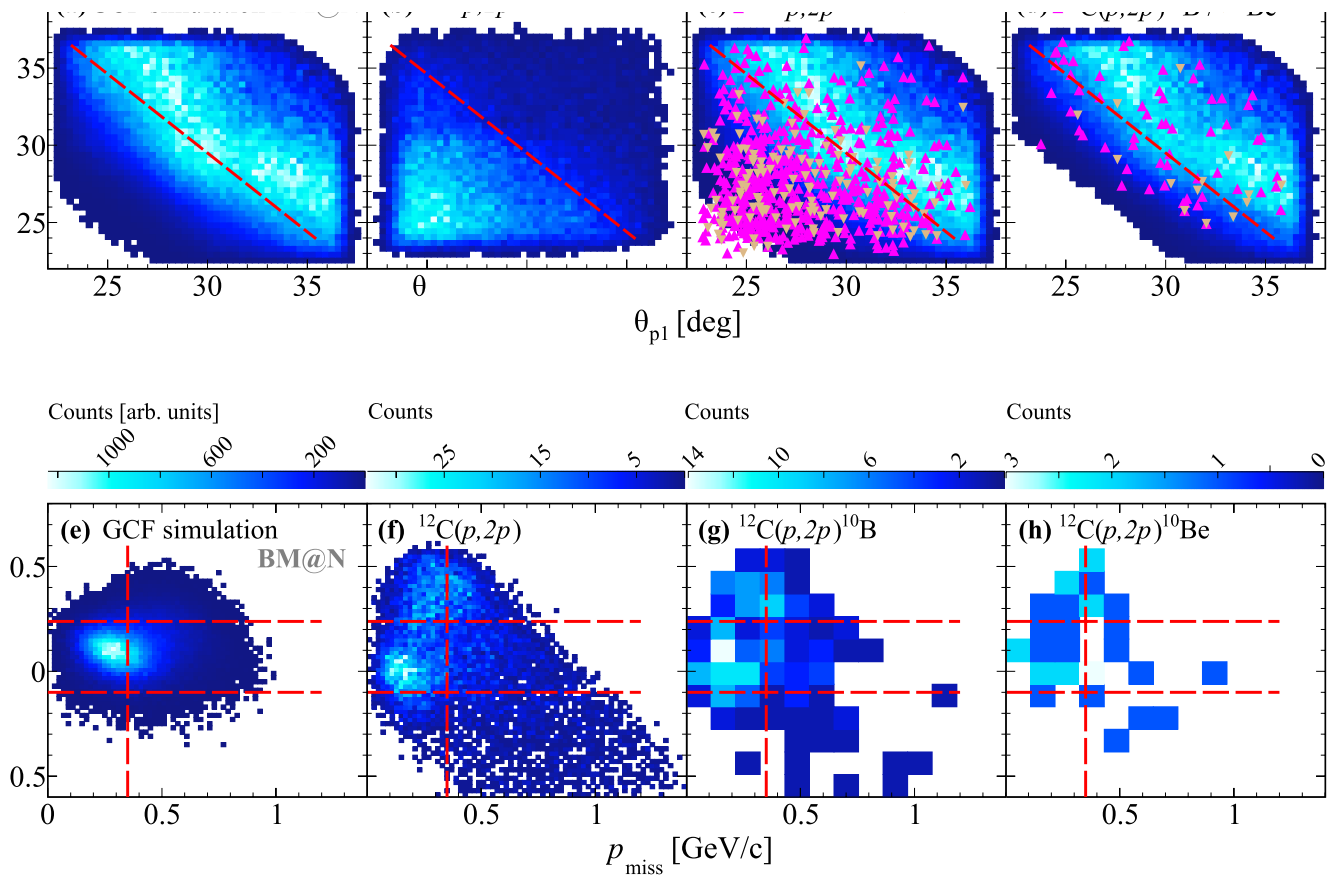 35
30
25
25 30 35 θ 25 30 35 25 30 35
θp1 [deg]
Counts [arb. units] Counts Counts Counts
1000 600 200 25 15 5 14 10 6 2 3 2 1 0
(e) GCF simulation (f) ¹²C(p,2p) (g) ¹²C(p,2p)¹⁰B (h) ¹²C(p,2p)¹⁰Be
BM@N
0.5
0
0.5
0 0.5 1 0.5 1 0.5 1 0.5 1
pmiss [GeV/c]